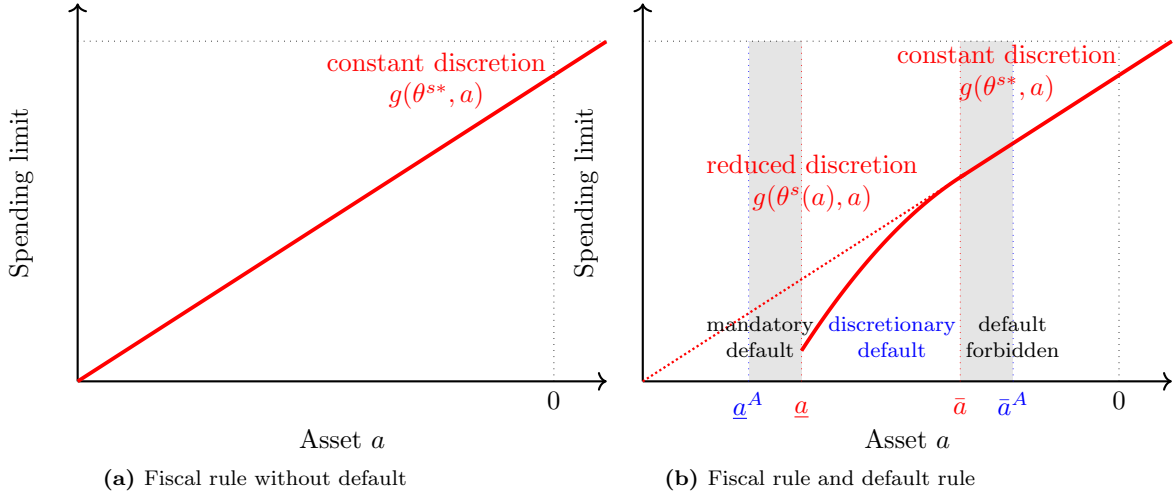 Spending limit
constant discretion
g(θ^{s*}, a)
0
Asset a
(a) Fiscal rule without default
Spending limit
constant discretion
g(θ^{s*}, a)
reduced discretion
g(θ^s(a), a)
mandatory
default
discretionary
default
default
forbidden
a̲^A
a̲
ā
ā^A
0
Asset a
(b) Fiscal rule and default rule